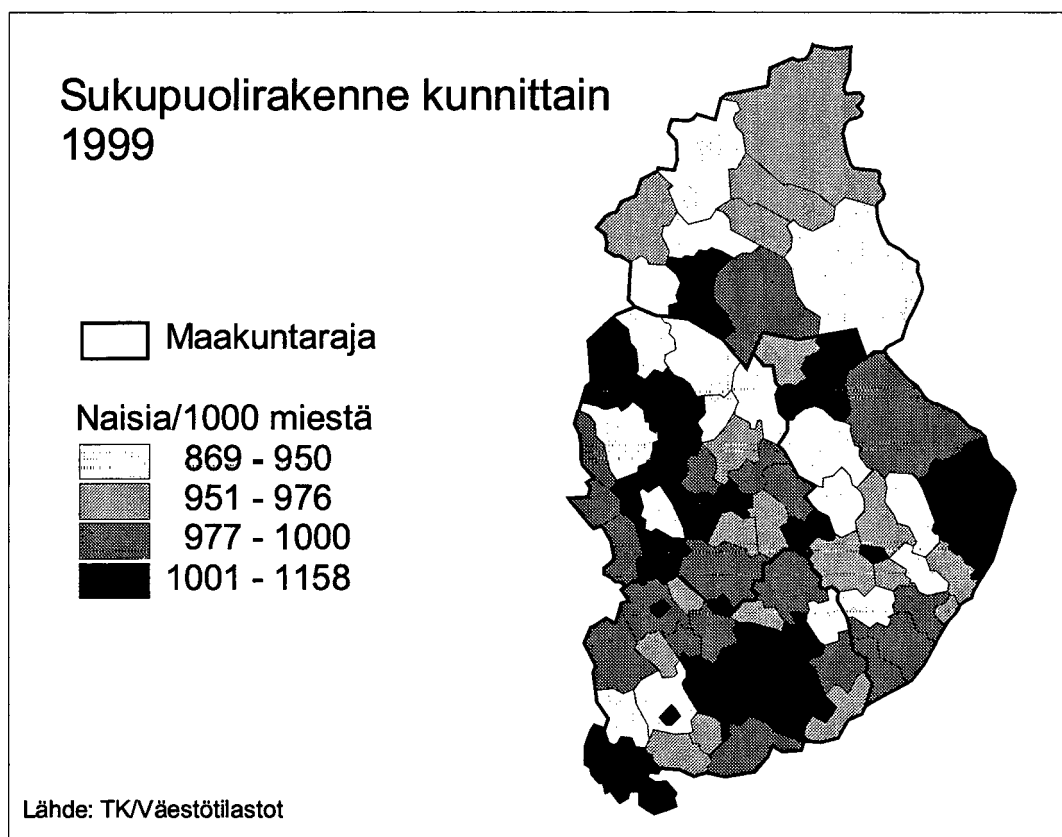 Sukupuolirakenne kunnittain
1999
Maakuntaraja
Naisia/1000 miestä
869 - 950
951 - 976
977 - 1000
1001 - 1158
Lähde: TK/Väestötilastot